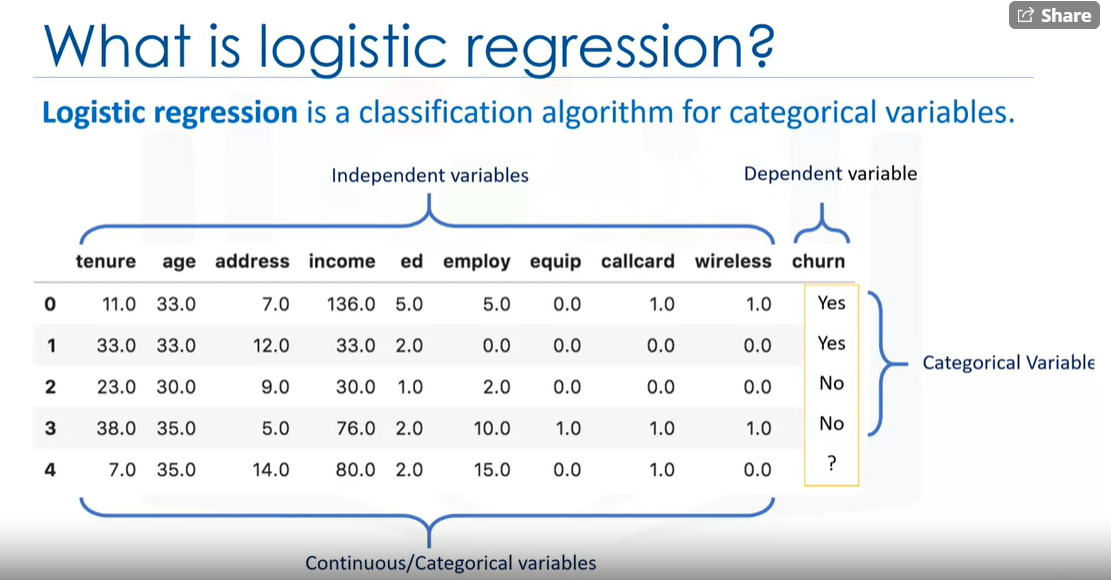 Share
What is logistic regression?
Logistic regression is a classification algorithm for categorical variables.
Independent variables
Dependent variable
tenure age address income ed employ equip callcard wireless churn
0 11.0 33.0 7.0 136.0 5.0 5.0 0.0 1.0 1.0 Yes
1 33.0 33.0 12.0 33.0 2.0 0.0 0.0 0.0 0.0 Yes
2 23.0 30.0 9.0 30.0 1.0 2.0 0.0 0.0 0.0 No
3 38.0 35.0 5.0 76.0 2.0 10.0 1.0 1.0 1.0 No
4 7.0 35.0 14.0 80.0 2.0 15.0 0.0 1.0 0.0 ?
Categorical Variable
Continuous/Categorical variables